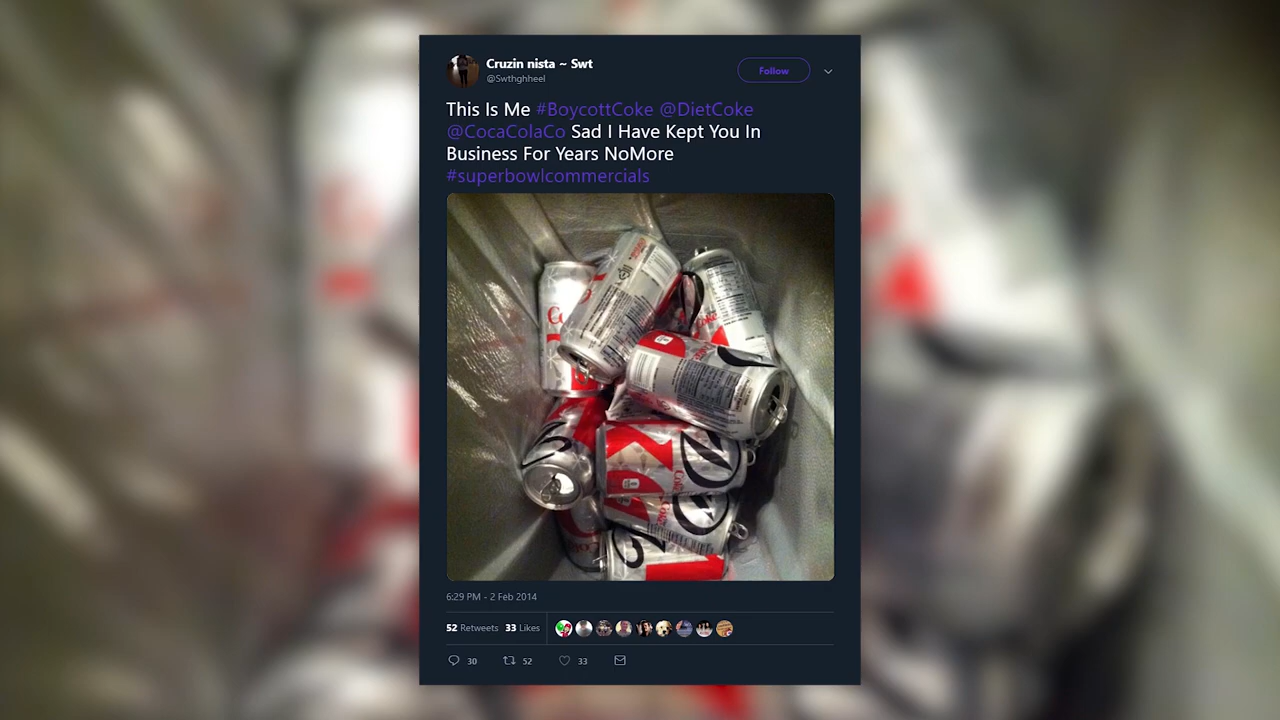 Cruzin nista ~ Swt
@Swthghheel
Follow
This Is Me #BoycottCoke @DietCoke
@CocaColaCo Sad I Have Kept You In
Business For Years NoMore
#superbowlcommercials
6:29 PM - 2 Feb 2014
52 Retweets 33 Likes
30 52 33